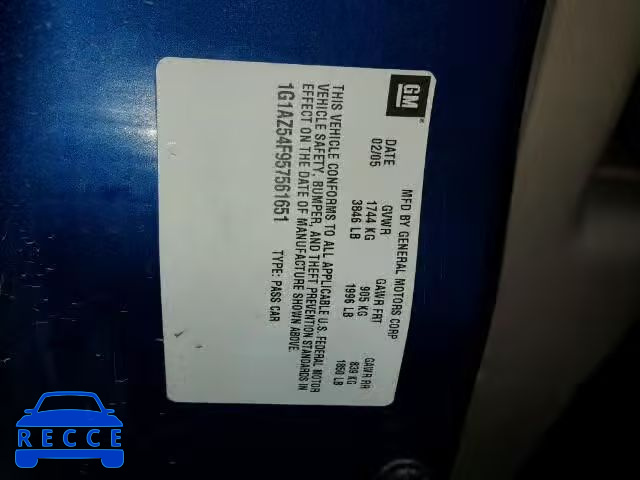 GM
MFD BY GENERAL MOTORS CORP
DATE GVWR GAWR FRT GAWR RR
02/05 1744 KG 905 KG 839 KG
3846 LB 1996 LB 1850 LB
THIS VEHICLE CONFORMS TO ALL APPLICABLE U.S. FEDERAL MOTOR
VEHICLE SAFETY, BUMPER, AND THEFT PREVENTION STANDARDS IN
EFFECT ON THE DATE OF MANUFACTURE SHOWN ABOVE.
1G1AZ54F957561651 TYPE: PASS CAR
RECCE